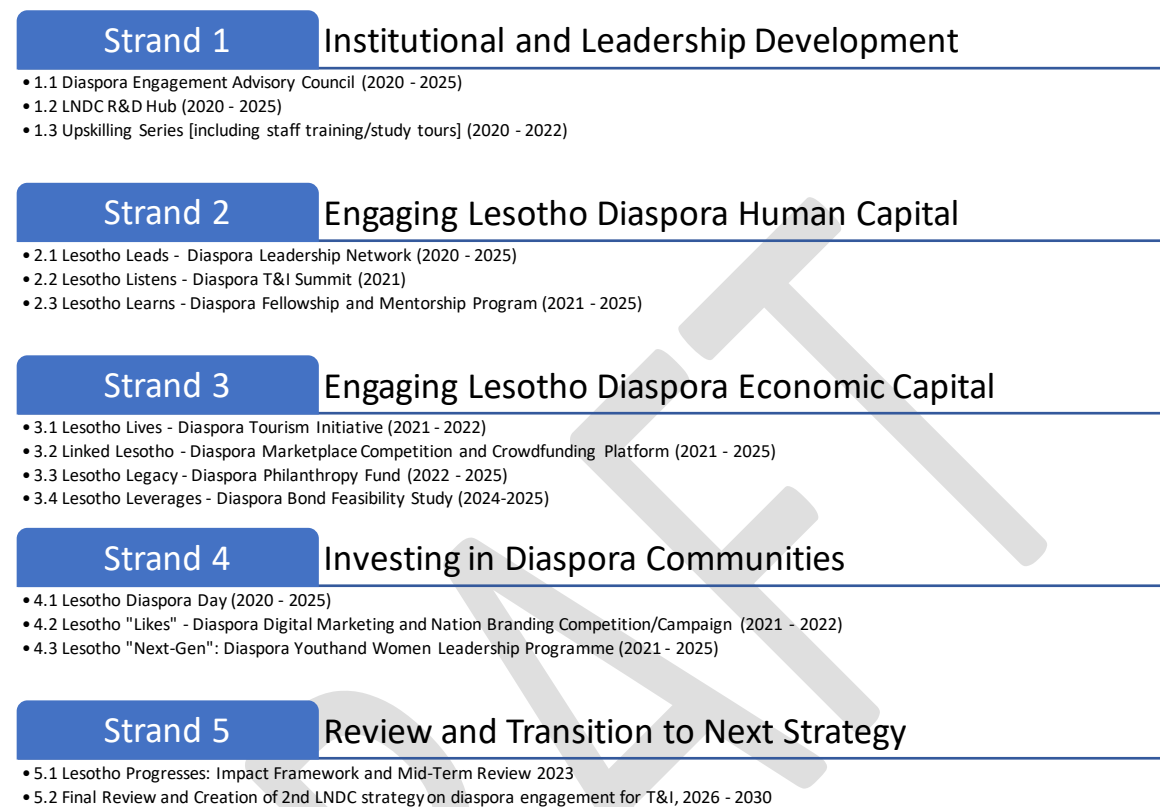 Strand 1 Institutional and Leadership Development
• 1.1 Diaspora Engagement Advisory Council (2020 - 2025)
• 1.2 LNDC R&D Hub (2020 - 2025)
• 1.3 Upskilling Series [including staff training/study tours] (2020 - 2022)
Strand 2 Engaging Lesotho Diaspora Human Capital
• 2.1 Lesotho Leads - Diaspora Leadership Network (2020 - 2025)
• 2.2 Lesotho Listens - Diaspora T&I Summit (2021)
• 2.3 Lesotho Learns - Diaspora Fellowship and Mentorship Program (2021 - 2025)
Strand 3 Engaging Lesotho Diaspora Economic Capital
• 3.1 Lesotho Lives - Diaspora Tourism Initiative (2021 - 2022)
• 3.2 Linked Lesotho - Diaspora Marketplace Competition and Crowdfunding Platform (2021 - 2025)
• 3.3 Lesotho Legacy - Diaspora Philanthropy Fund (2022 - 2025)
• 3.4 Lesotho Leverages - Diaspora Bond Feasibility Study (2024-2025)
Strand 4 Investing in Diaspora Communities
• 4.1 Lesotho Diaspora Day (2020 - 2025)
• 4.2 Lesotho "Likes" - Diaspora Digital Marketing and Nation Branding Competition/Campaign (2021 - 2022)
• 4.3 Lesotho "Next-Gen": Diaspora Youthand Women Leadership Programme (2021 - 2025)
Strand 5 Review and Transition to Next Strategy
• 5.1 Lesotho Progresses: Impact Framework and Mid-Term Review 2023
• 5.2 Final Review and Creation of 2nd LNDC strategy on diaspora engagement for T&I, 2026 - 2030
DRAFT